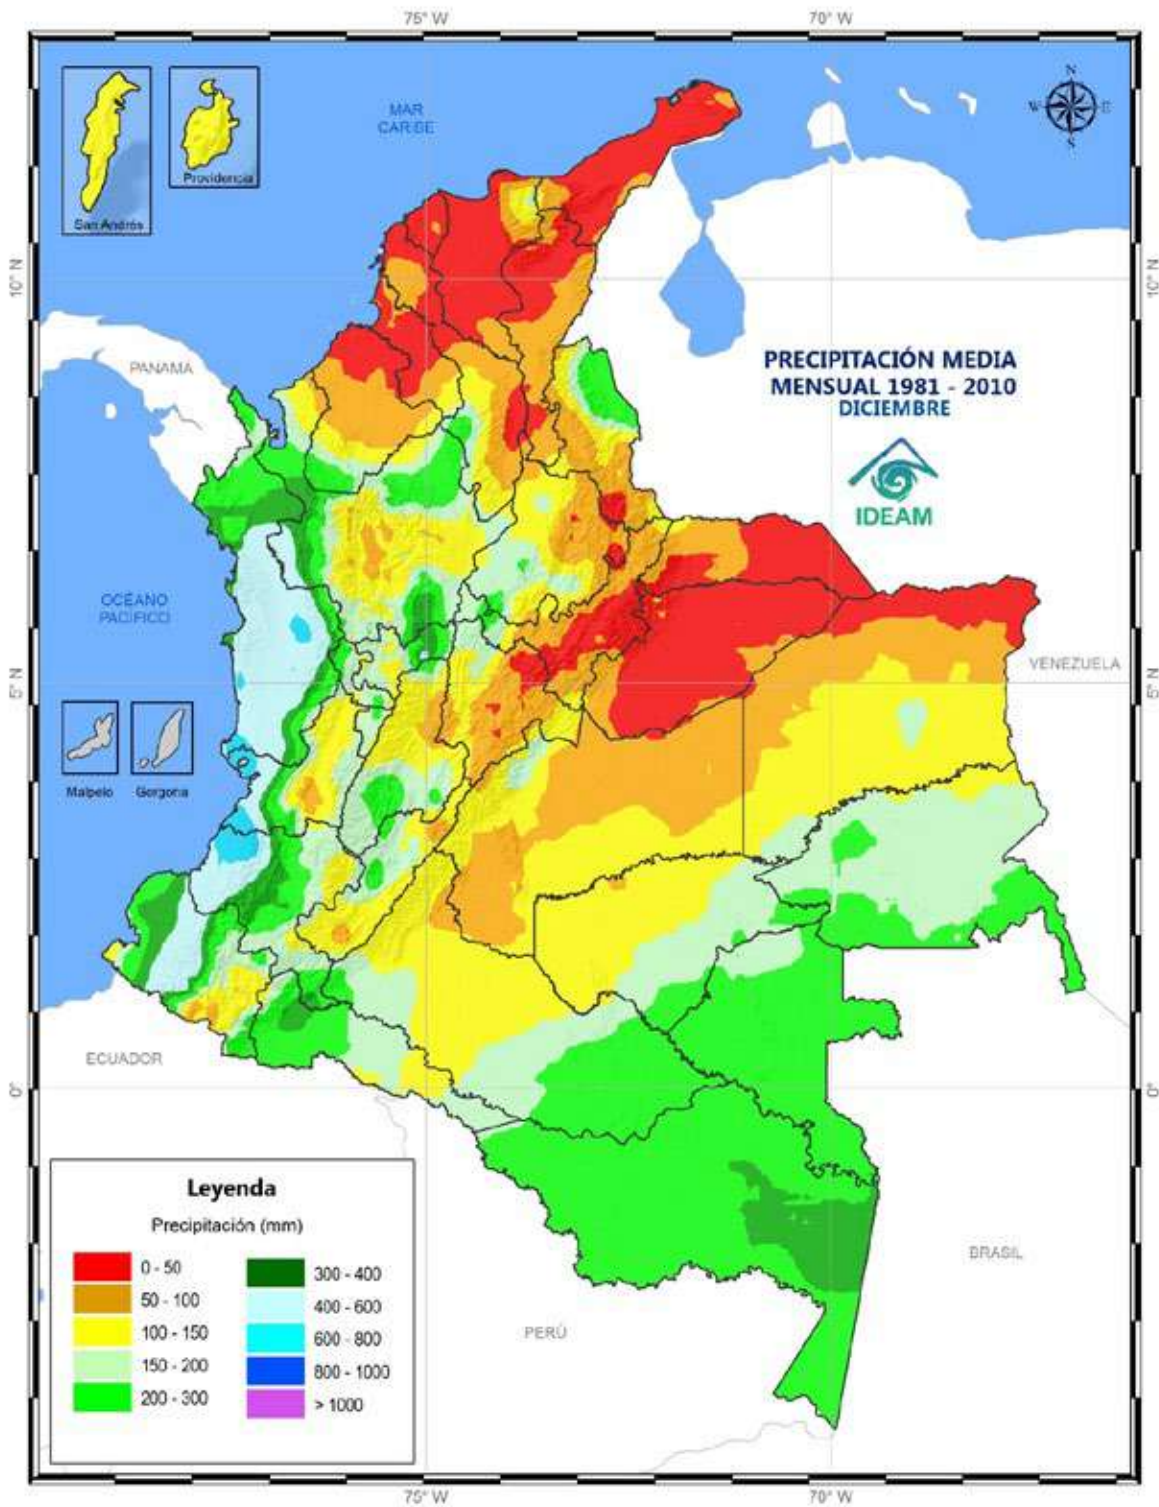 75° W
70° W
MAR
CARIBE
N
W
E
S
Providencia
San Andrés
10° N
10° N
PANAMA
PRECIPITACIÓN MEDIA
MENSUAL 1981 - 2010
DICIEMBRE
IDEAM
OCÉANO
PACIFICO
VENEZUELA
5° N
5° N
Malpelo
Gorgona
ECUADOR
0°
0°
Leyenda
Precipitación (mm)
0 - 50
50 - 100
100 - 150
150 - 200
200 - 300
300 - 400
400 - 600
600 - 800
800 - 1000
> 1000
BRASIL
PERÚ
75° W
70° W